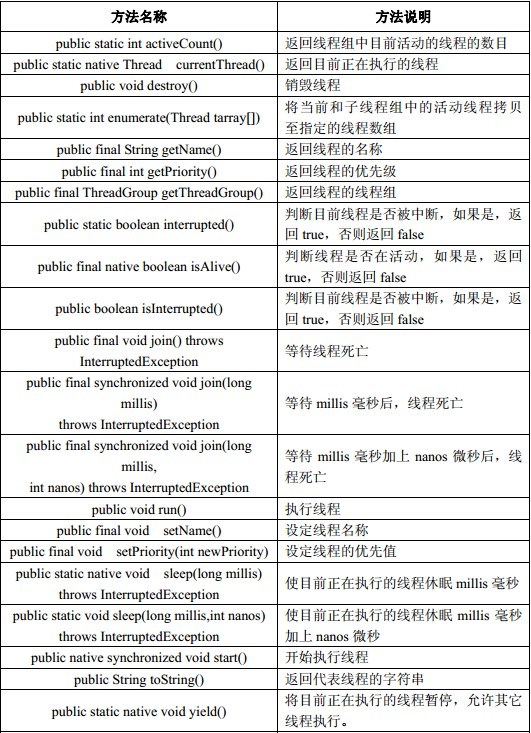 方法名称 方法说明
public static int activeCount() 返回线程组中目前活动的线程的数目
public static native Thread currentThread() 返回目前正在执行的线程
public void destroy() 销毁线程
public static int enumerate(Thread tarray[]) 将当前和子线程组中的活动线程拷贝
至指定的线程数组
public final String getName() 返回线程的名称
public final int getPriority() 返回线程的优先级
public final ThreadGroup getThreadGroup() 返回线程的线程组
public static boolean interrupted() 判断目前线程是否被中断，如果是，返
回 true，否则返回 false
public final native boolean isAlive() 判断线程是否在活动，如果是，返回
true，否则返回 false
public boolean isInterrupted() 判断目前线程是否被中断，如果是，返
回 true，否则返回 false
public final void join() throws
InterruptedException
等待线程死亡
public final synchronized void join(long
millis)
throws InterruptedException
等待 millis 毫秒后，线程死亡
public final synchronized void join(long
millis,
int nanos) throws InterruptedException
等待 millis 毫秒加上 nanos 微秒后，线
程死亡
public void run() 执行线程
public final void setName() 设定线程名称
public final void setPriority(int newPriority) 设定线程的优先值
public static native void sleep(long millis)
throws InterruptedException
使目前正在执行的线程休眠 millis 毫秒
public static void sleep(long millis,int nanos)
throws InterruptedException
使目前正在执行的线程休眠 millis 毫秒
加上 nanos 微秒
public native synchronized void start() 开始执行线程
public String toString() 返回代表线程的字符串
public static native void yield() 将目前正在执行的线程暂停，允许其它
线程执行。